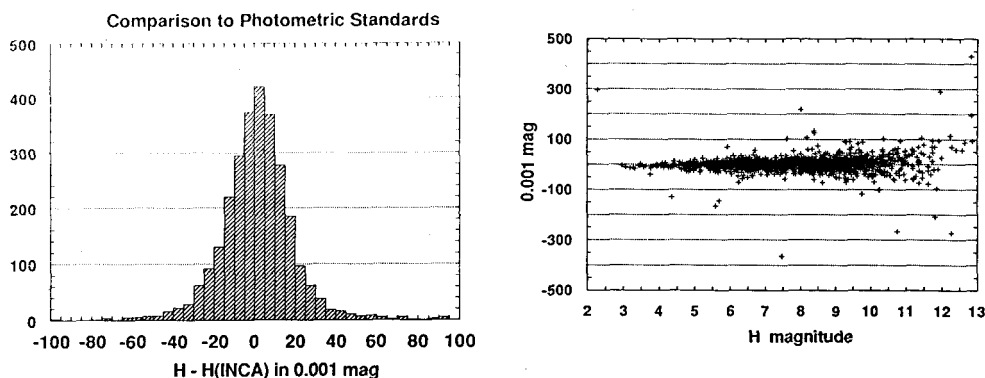 Comparison to Photometric Standards
500
400
300
200
100
0
-100 -80 -60 -40 -20 0 20 40 60 80 100
H - H(INCA) in 0.001 mag
500
300
100
-100
-300
-500
0.001 mag
2 3 4 5 6 7 8 9 10 11 12 13
H magnitude